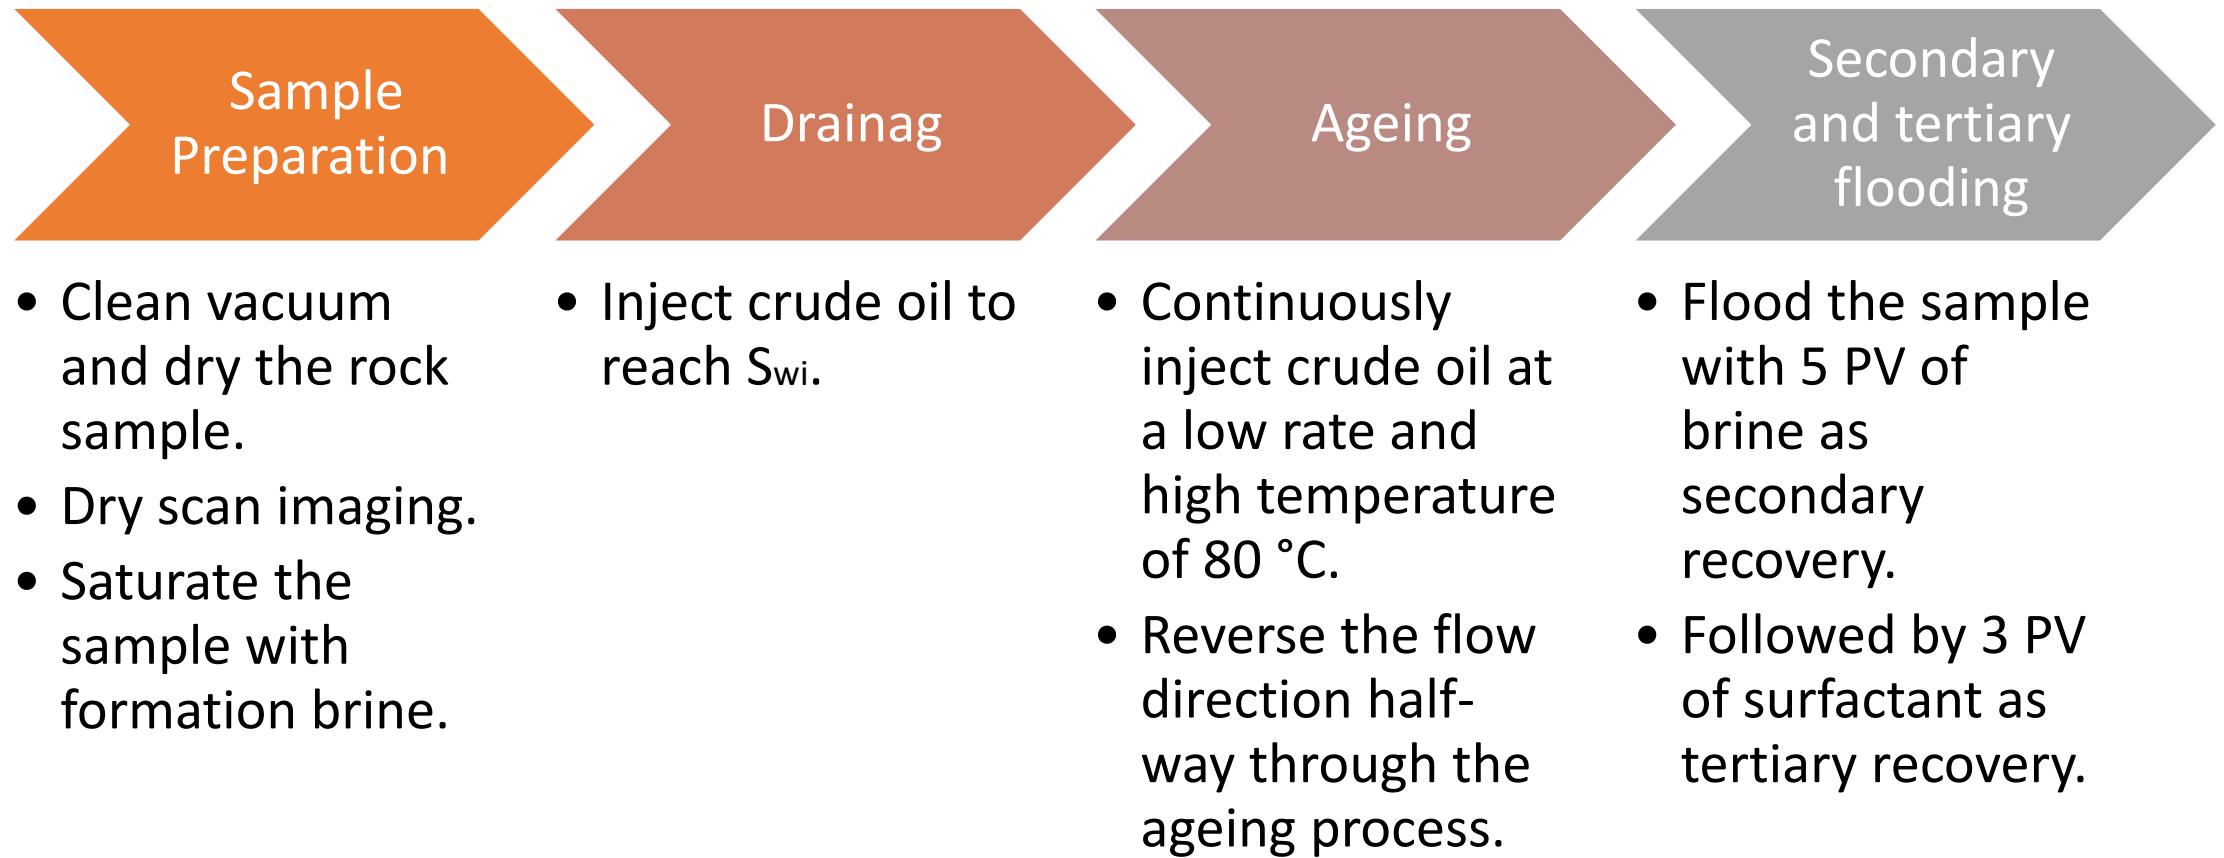 Sample
Preparation
• Clean vacuum
and dry the rock
sample.
• Dry scan imaging.
• Saturate the
sample with
formation brine.
Drainag
• Inject crude oil to
reach Swi.
Ageing
• Continuously
inject crude oil at
a low rate and
high temperature
of 80 °C.
• Reverse the flow
direction half-
way through the
ageing process.
Secondary
and tertiary
flooding
• Flood the sample
with 5 PV of
brine as
secondary
recovery.
• Followed by 3 PV
of surfactant as
tertiary recovery.